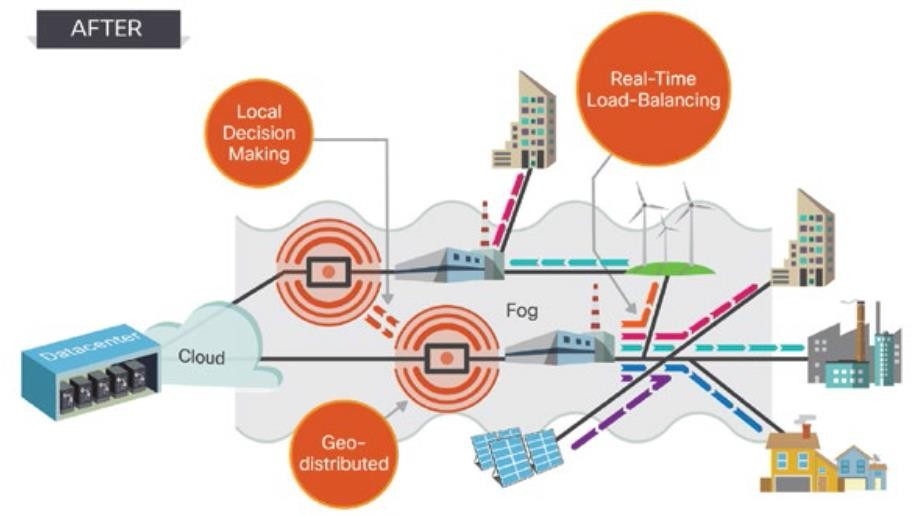 AFTER
Local
Decision
Making
Real-Time
Load-Balancing
Fog
Datacenter
Cloud
Geo-
distributed